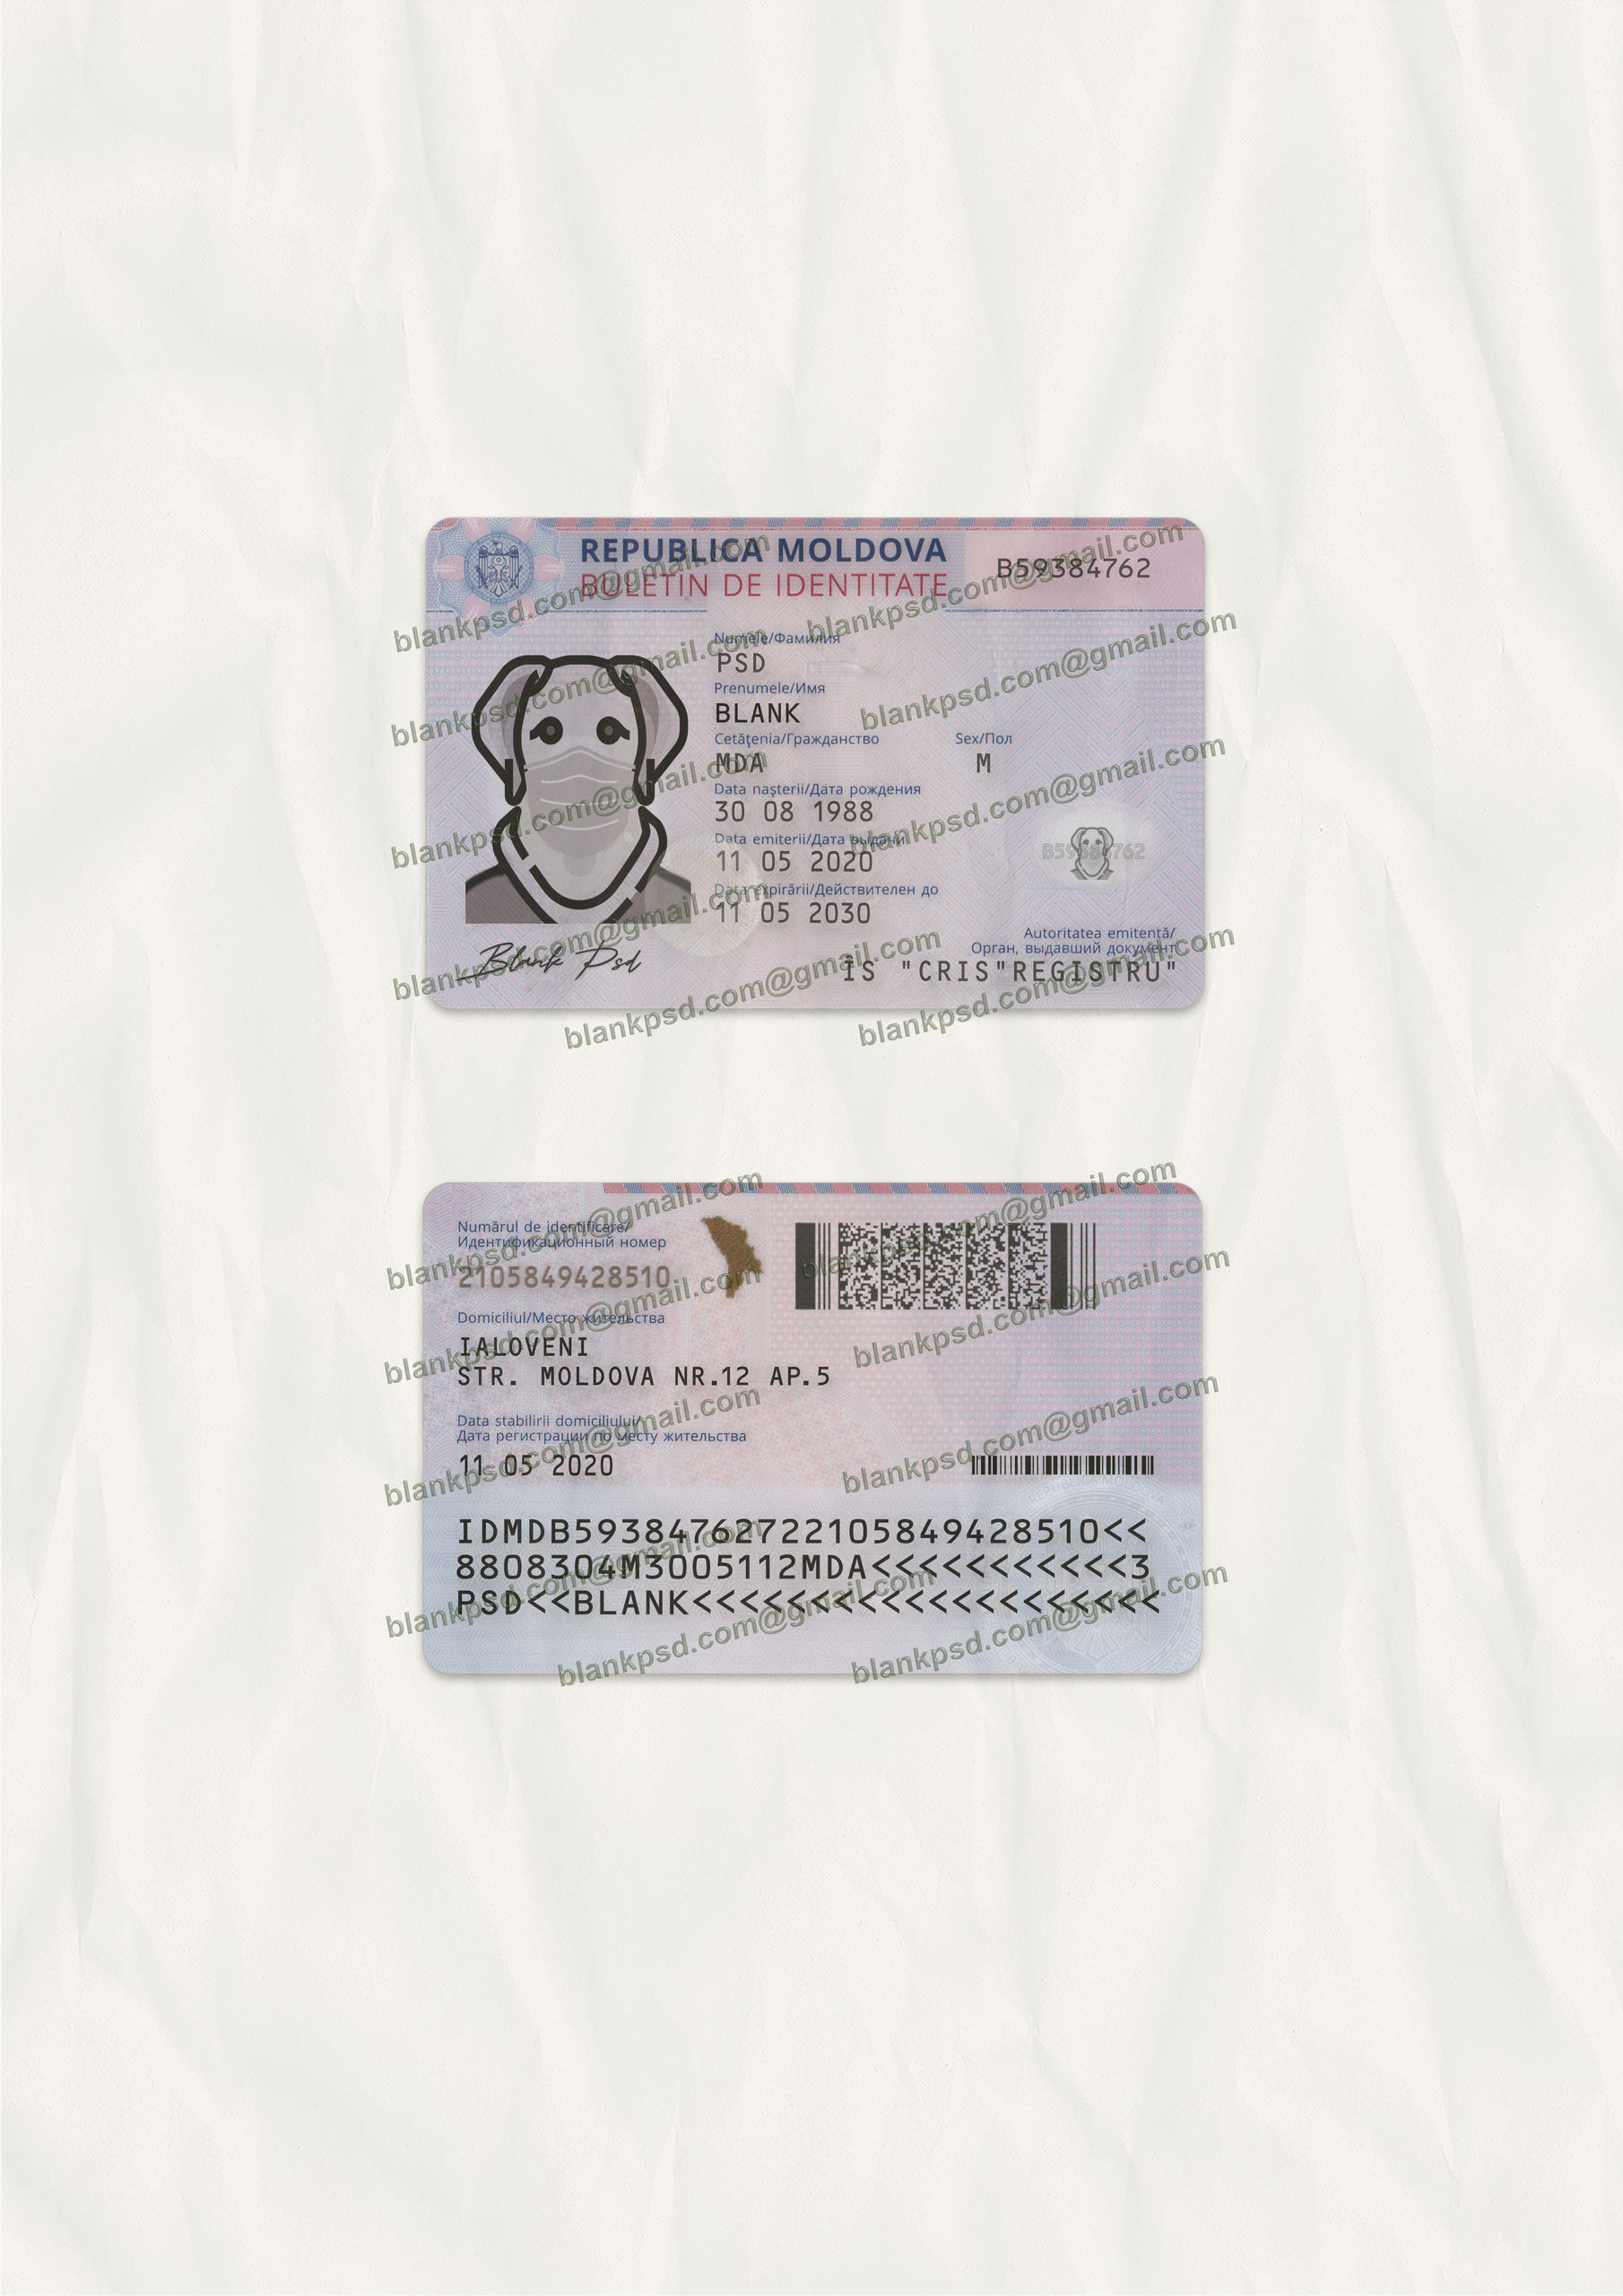 REPUBLICA MOLDOVA
BULETIN DE IDENTITATE
B59384762
Numele/Фамилия
PSD
Prenumele/Имя
BLANK
Cetăţenia/Гражданство Sex/Пол
MDA M
Data naşterii/Дата рождения
30 08 1988
Data emiterii/Дата выдачи
11 05 2020
Data expirării/Действителен до
11 05 2030
B59384762
Autoritatea emitentă/
Орган, выдавший документ
ÎS "CRIS"REGISTRU"
Blank Psd
blankpsd.com@gmail.com
blankpsd.com@gmail.com
blankpsd.com@gmail.com
blankpsd.com@gmail.com
blankpsd.com@gmail.com
blankpsd.com@gmail.com
blankpsd.com@gmail.com
blankpsd.com@gmail.com
blankpsd.com@gmail.com
Numărul de identificare/
Идентификационный номер
2105849428510
Domiciliul/Место жительства
IALOVENI
STR. MOLDOVA NR.12 AP.5
Data stabilirii domiciliului/
Дата регистрации по месту жительства
11 05 2020
IDMDB59384762722105849428510<<
8808304M3005112MDA<<<<<<<<<<<3
PSD<<BLANK<<<<<<<<<<<<<<<<<<<<
blankpsd.com@gmail.com
blankpsd.com@gmail.com
blankpsd.com@gmail.com
blankpsd.com@gmail.com
blankpsd.com@gmail.com
blankpsd.com@gmail.com
blankpsd.com@gmail.com
blankpsd.com@gmail.com
blankpsd.com@gmail.com